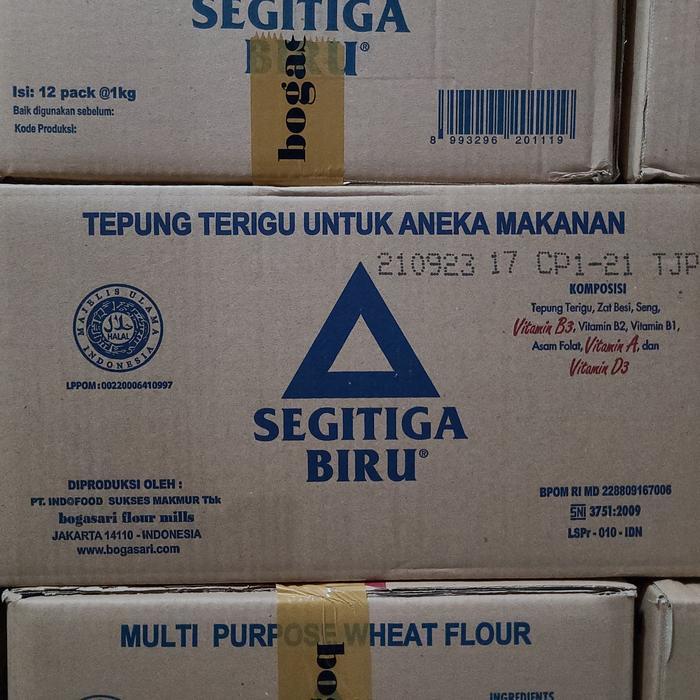 SEGITIGA
BIRU®
bogas
Isi: 12 pack @1kg
Baik digunakan sebelum:
Kode Produksi:
8 993296 201119
TEPUNG TERIGU UNTUK ANEKA MAKANAN
210923 17 CP1-21 TJP
MAJELIS ULAMA
حلال
HALAL
INDONESIA
LPPOM:00220006410997
KOMPOSISI
Tepung Terigu, Zat Besi, Seng,
Vitamin B3, Vitamin B2, Vitamin B1,
Asam Folat, Vitamin A, dan
Vitamin D3
SEGITIGA
BIRU®
DIPRODUKSI OLEH :
PT. INDOFOOD SUKSES MAKMUR Tbk
bogasari flour mills
JAKARTA 14110 - INDONESIA
www.bogasari.com
BPOM RI MD 228809167006
SNI 3751:2009
LSPr - 010 - IDN
MULTI PURPOSE WHEAT FLOUR
bog
INGREDIENTS